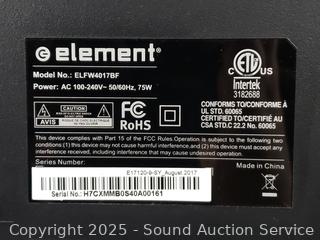 element®
Model No.: ELFW4017BF
Power: AC 100-240V~ 50/60Hz, 75W
CAUTION
AVIS
FC
RoHS
ETL
CM
US
LISTED
Intertek
3182688
CONFORMS TO/CONFORME À
UL STD. 60065
CERTIFIED TO/CERTIFIÉ AU
CSA STD.C 22.2 No. 60065
This device complies with Part 15 of the FCC Rules.Operation is subject to the following two
conditions:(1)this device may not cause harmful interference, and (2)this device must accept any
interference received, including interference that may cause undesired operation.
Made in China
E17120-9-SY_August 2017
Serial No.: H7CXMMB0S40A00161
Copyright 2025 - Sound Auction Service